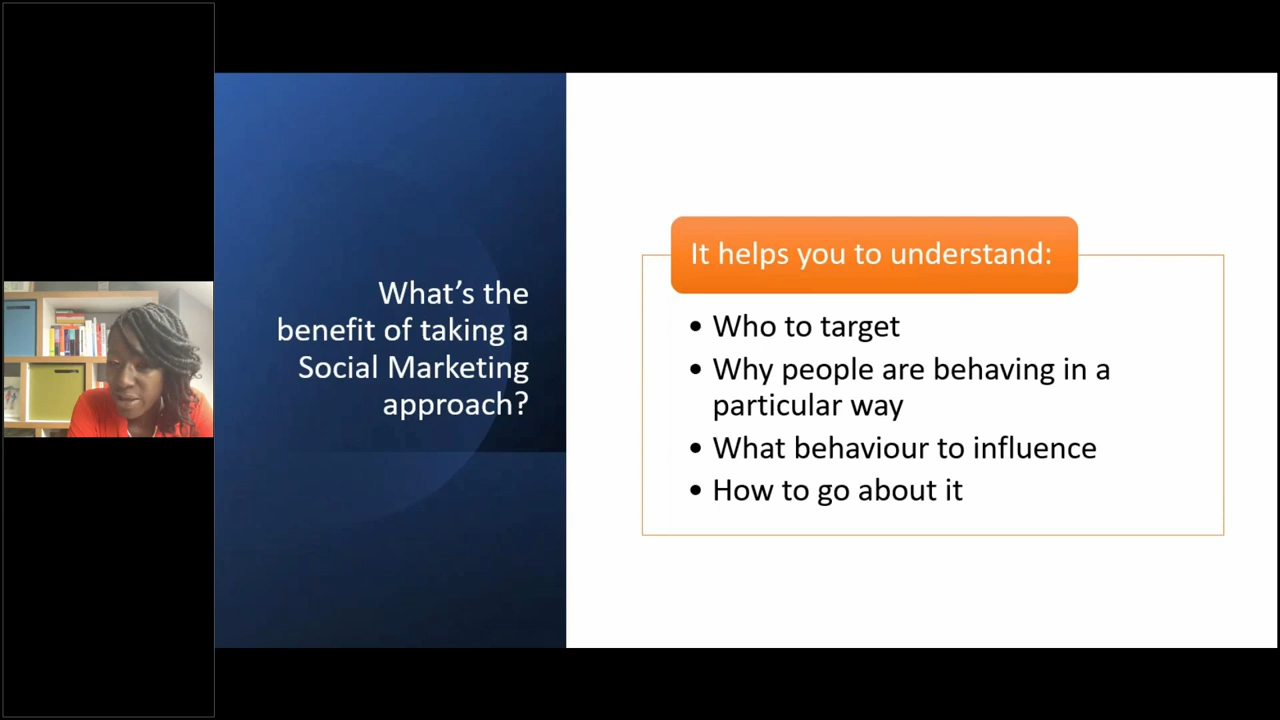 What’s the
benefit of taking a
Social Marketing
approach?
It helps you to understand:
• Who to target
• Why people are behaving in a
particular way
• What behaviour to influence
• How to go about it